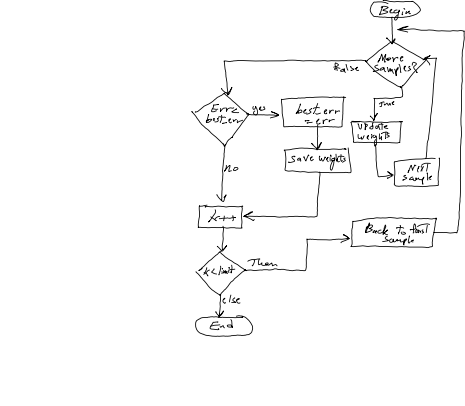 Begin
More
samples?
False
True
Update
weights
Next
sample
Err<
best err
yes
best err
= err
save weights
No
k++
Back to first
sample
k<limit
Then
else
End